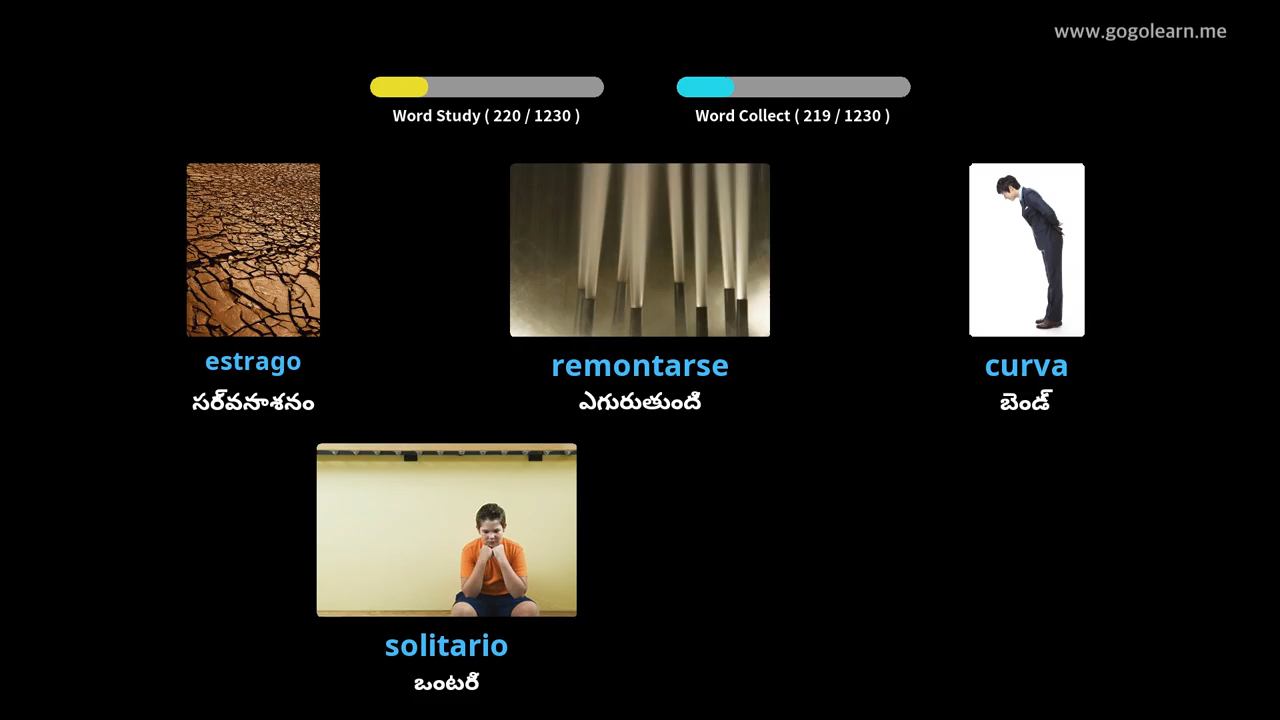 www.gogolearn.me
Word Study ( 220 / 1230 )
Word Collect ( 219 / 1230 )
estrago
సర్వనాశనం
remontarse
ఎగురుతుంది
curva
బెండ్
solitario
ఒంటరి